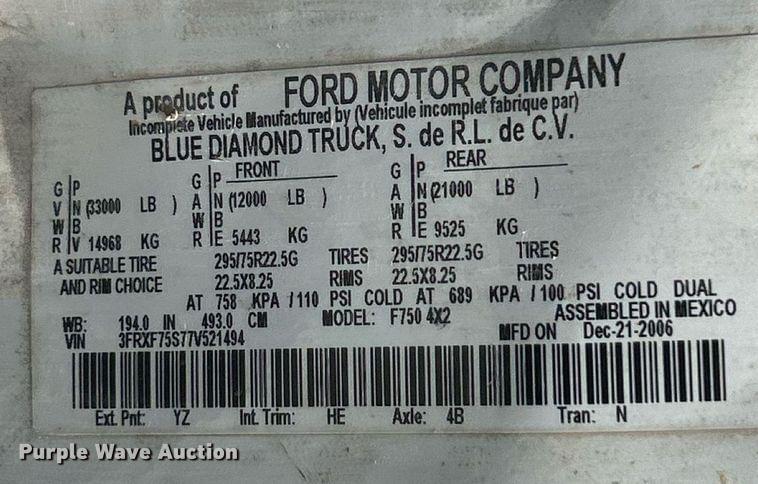 A product of FORD MOTOR COMPANY
Incomplete Vehicle Manufactured by (Vehicule incomplet fabrique par)
BLUE DIAMOND TRUCK, S. de R.L. de C.V.
G P G P FRONT G P REAR
V N (33000 LB ) A N (12000 LB ) A N (21000 LB )
W B W B W B
R V 14968 KG R E 5443 KG R E 9525 KG
A SUITABLE TIRE 295/75R22.5G TIRES 295/75R22.5G TIRES
AND RIM CHOICE 22.5X8.25 RIMS 22.5X8.25 RIMS
AT 758 KPA / 110 PSI COLD AT 689 KPA / 100 PSI COLD DUAL
WB: 194.0 IN 493.0 CM MODEL: F750 4X2 ASSEMBLED IN MEXICO
VIN 3FRXF75S77V521494 MFD ON Dec-21-2006
Ext. Pnt: YZ Int. Trim: HE Axle: 4B Tran: N
Purple Wave Auction